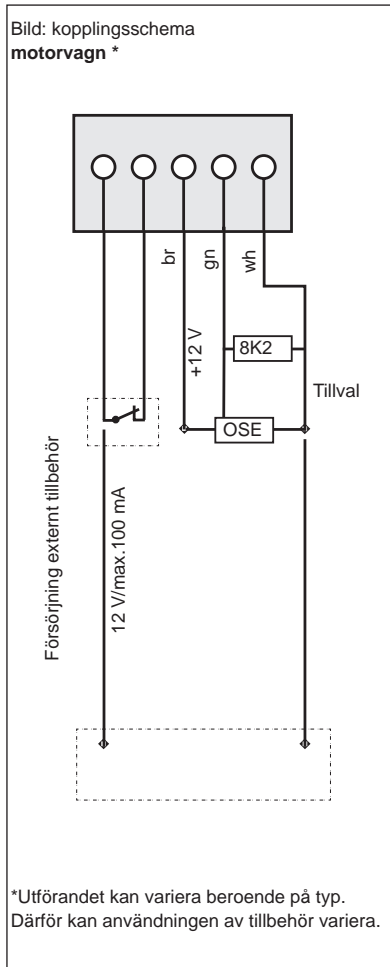 Bild: kopplingsschema
motorvagn *
br
gn
wh
+12 V
8K2
Tillval
OSE
Försörjning externt tillbehör
12 V/max.100 mA
*Utförandet kan variera beroende på typ.
Därför kan användningen av tillbehör variera.